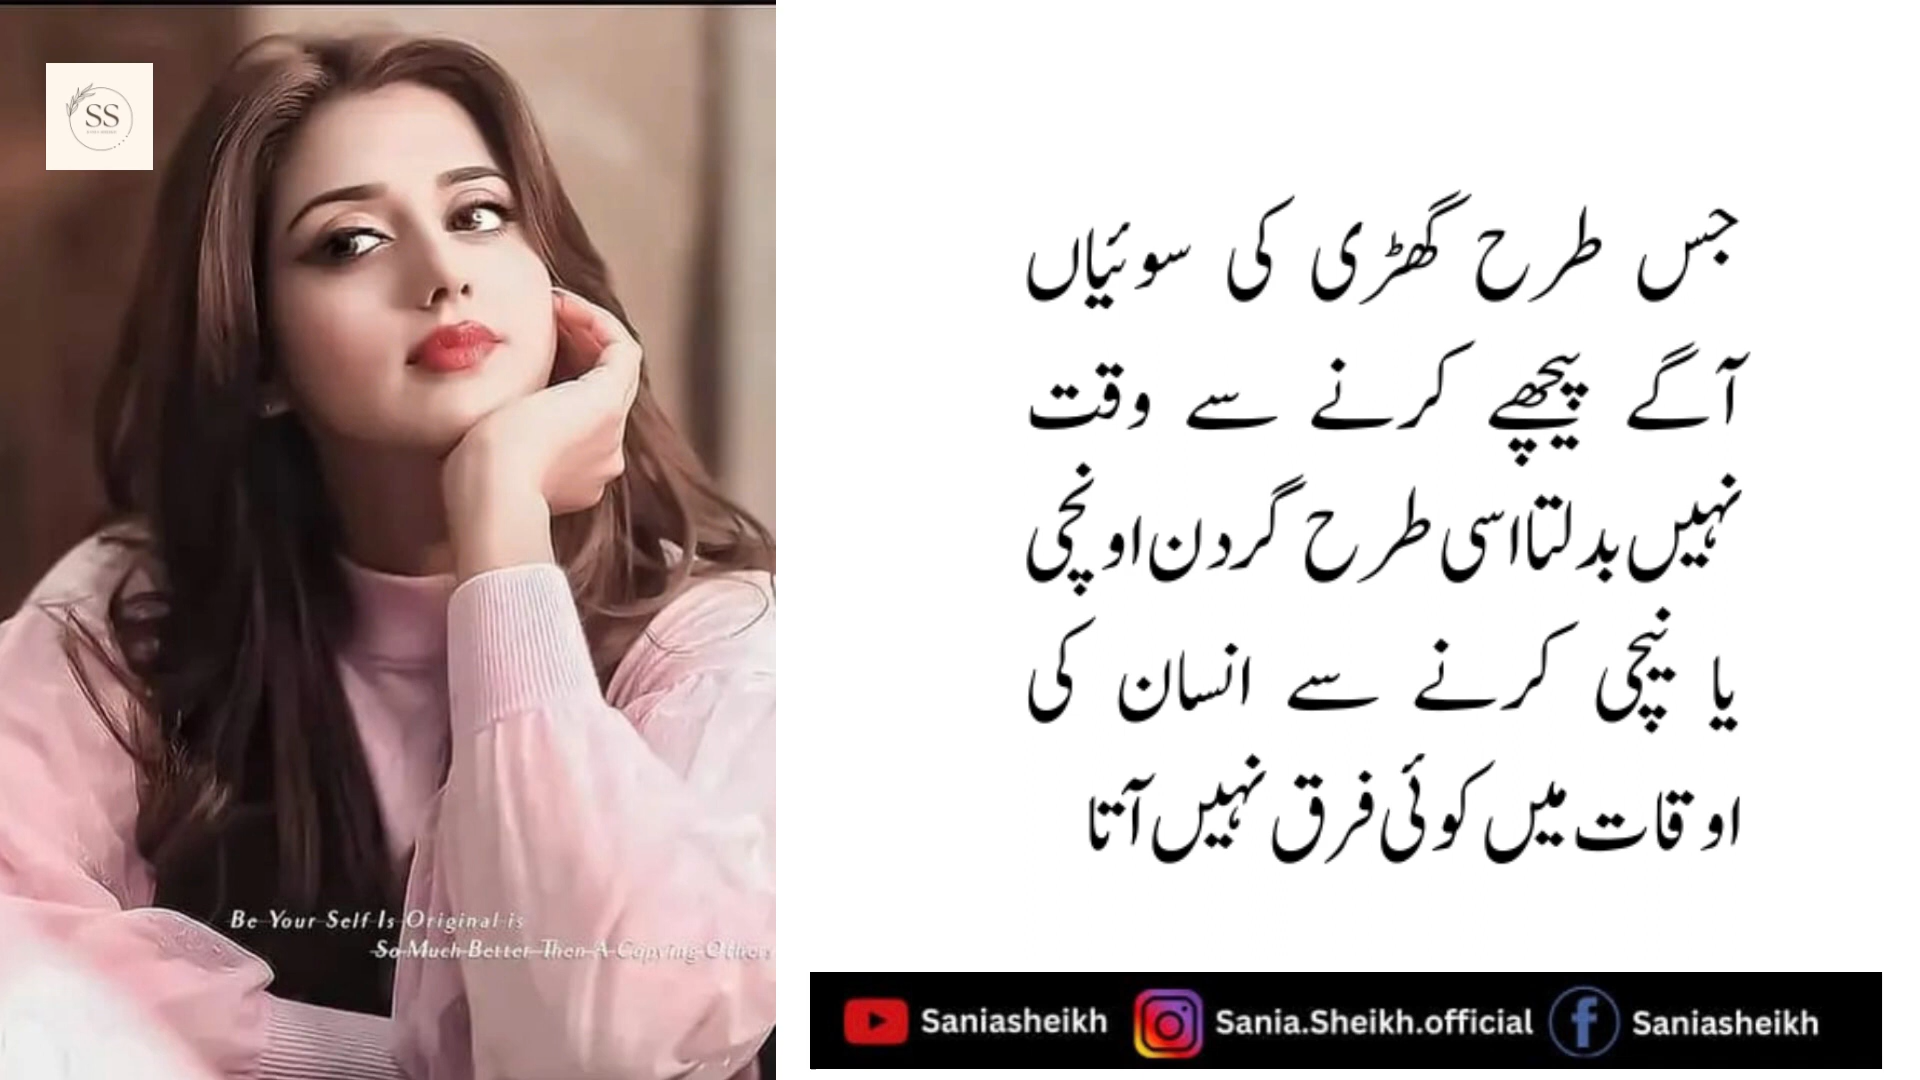 SS
جس طرح گھڑی کی سوئیاں
آگے پیچھے کرنے سے وقت
نہیں بدلتا اسی طرح گردن اونچی
یا نیچی کرنے سے انسان کی
اوقات میں کوئی فرق نہیں آتا
Be Your Self Is Original is
So Much Better Then A Copying Others
Saniasheikh
Sania.Sheikh.official
Saniasheikh